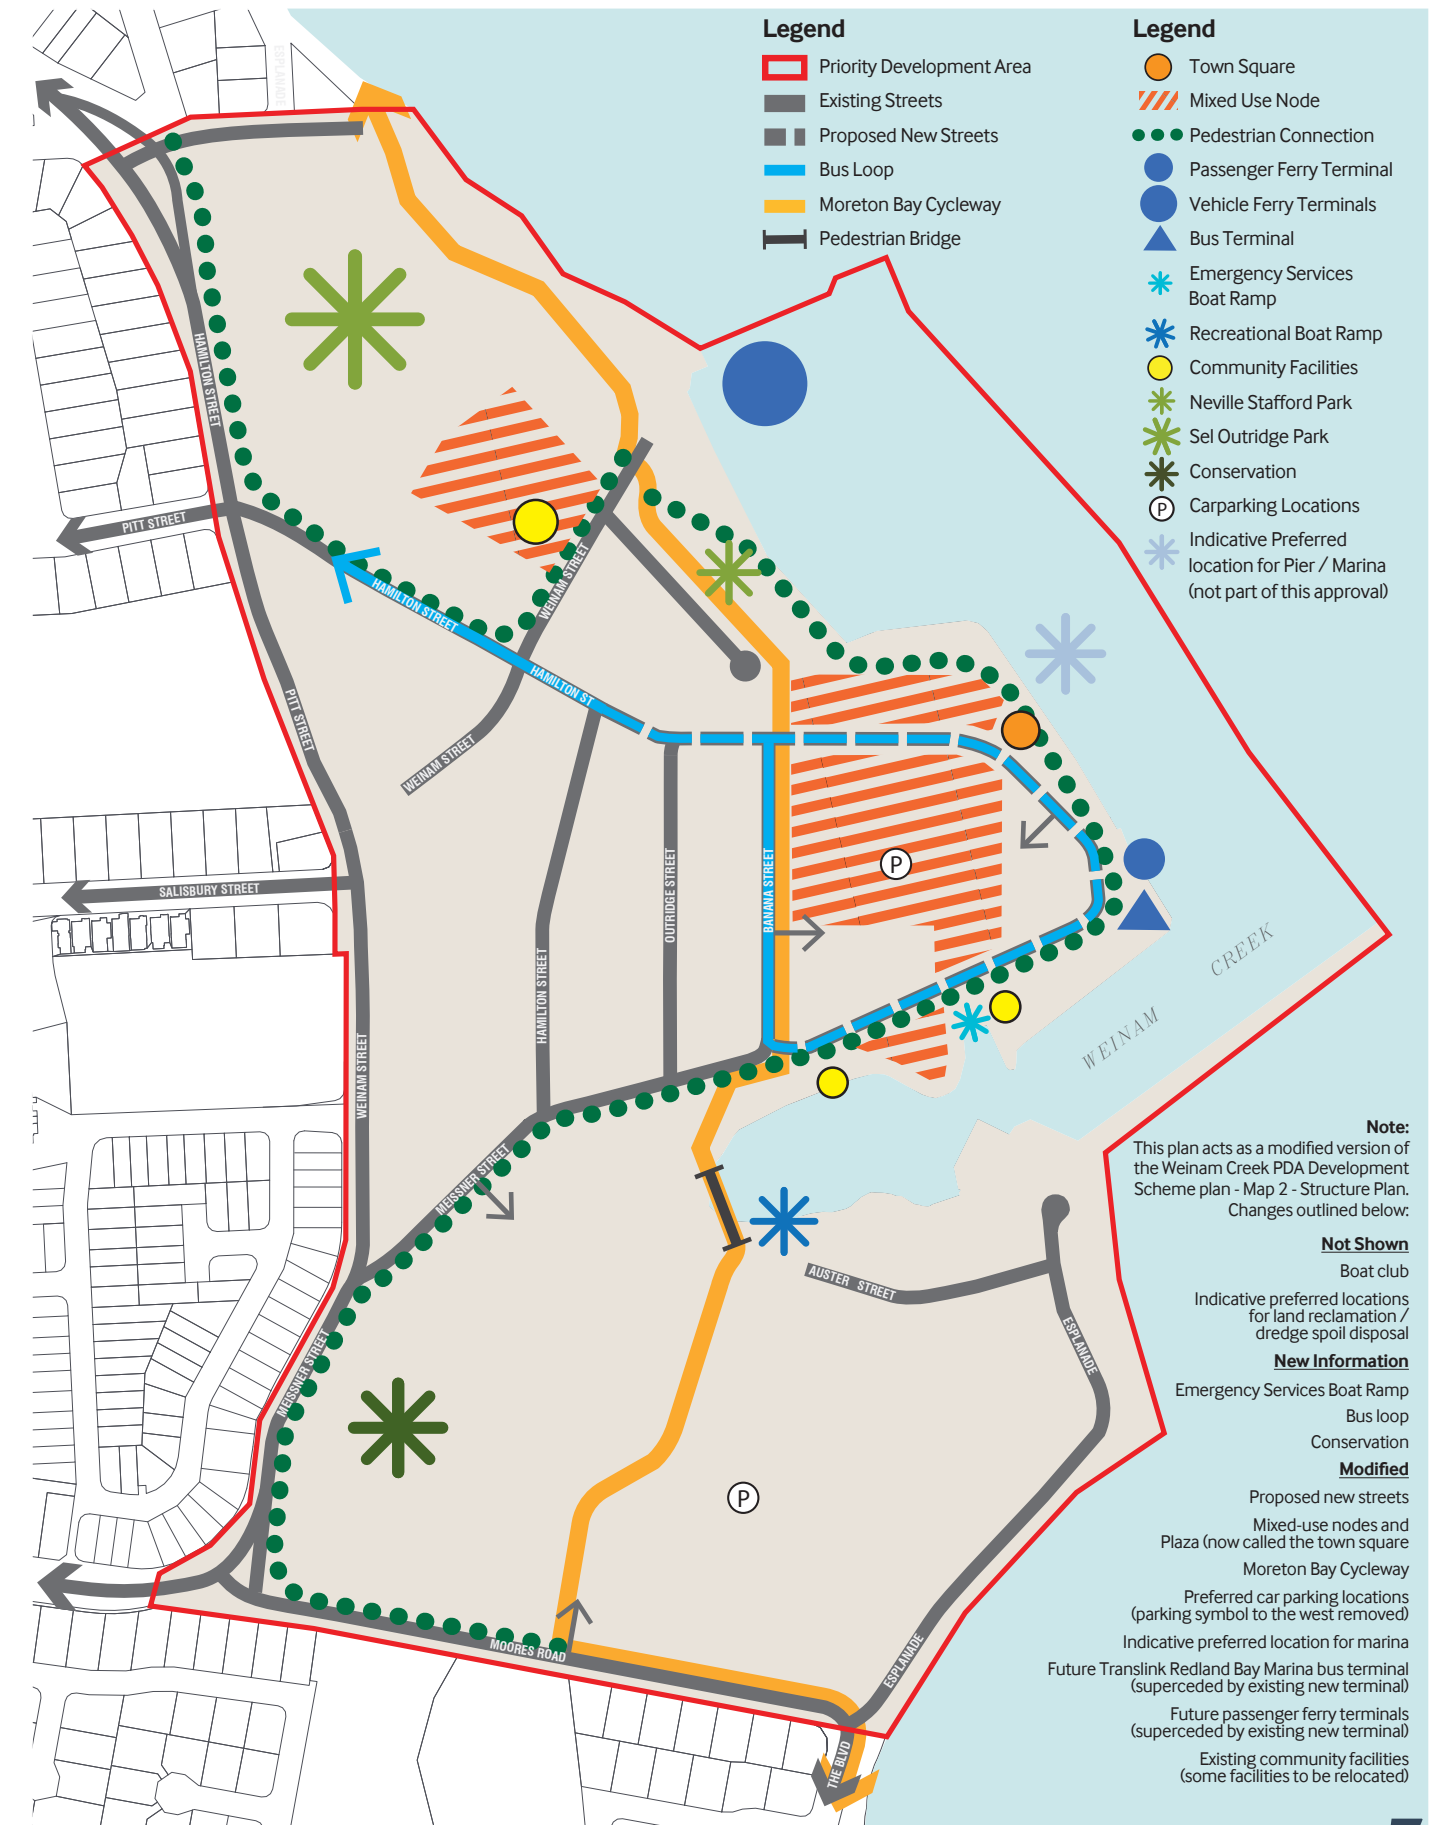 Legend
Priority Development Area
Existing Streets
Proposed New Streets
Bus Loop
Moreton Bay Cycleway
Pedestrian Bridge
Legend
Town Square
Mixed Use Node
Pedestrian Connection
Passenger Ferry Terminal
Vehicle Ferry Terminals
Bus Terminal
Emergency Services
Boat Ramp
Recreational Boat Ramp
Community Facilities
Neville Stafford Park
Sel Outridge Park
Conservation
P
Carparking Locations
Indicative Preferred
location for Pier / Marina
(not part of this approval)
ESPLANADE
HAMILTON STREET
PITT STREET
HAMILTON STREET
WEINAM STREET
HAMILTON ST
PITT STREET
WEINAM STREET
SALISBURY STREET
OUTRIDGE STREET
BANANA STREET
P
HAMILTON STREET
WEINAM STREET
WEINAM CREEK
MEISSNER STREET
AUSTER STREET
ESPLANADE
MEISSNER STREET
P
MOORES ROAD
ESPLANADE
THE BLVD
Note:
This plan acts as a modified version of
the Weinam Creek PDA Development
Scheme plan - Map 2 - Structure Plan.
Changes outlined below:
Not Shown
Boat club
Indicative preferred locations
for land reclamation /
dredge spoil disposal
New Information
Emergency Services Boat Ramp
Bus loop
Conservation
Modified
Proposed new streets
Mixed-use nodes and
Plaza (now called the town square
Moreton Bay Cycleway
Preferred car parking locations
(parking symbol to the west removed)
Indicative preferred location for marina
Future Translink Redland Bay Marina bus terminal
(superceded by existing new terminal)
Future passenger ferry terminals
(superceded by existing new terminal)
Existing community facilities
(some facilities to be relocated)